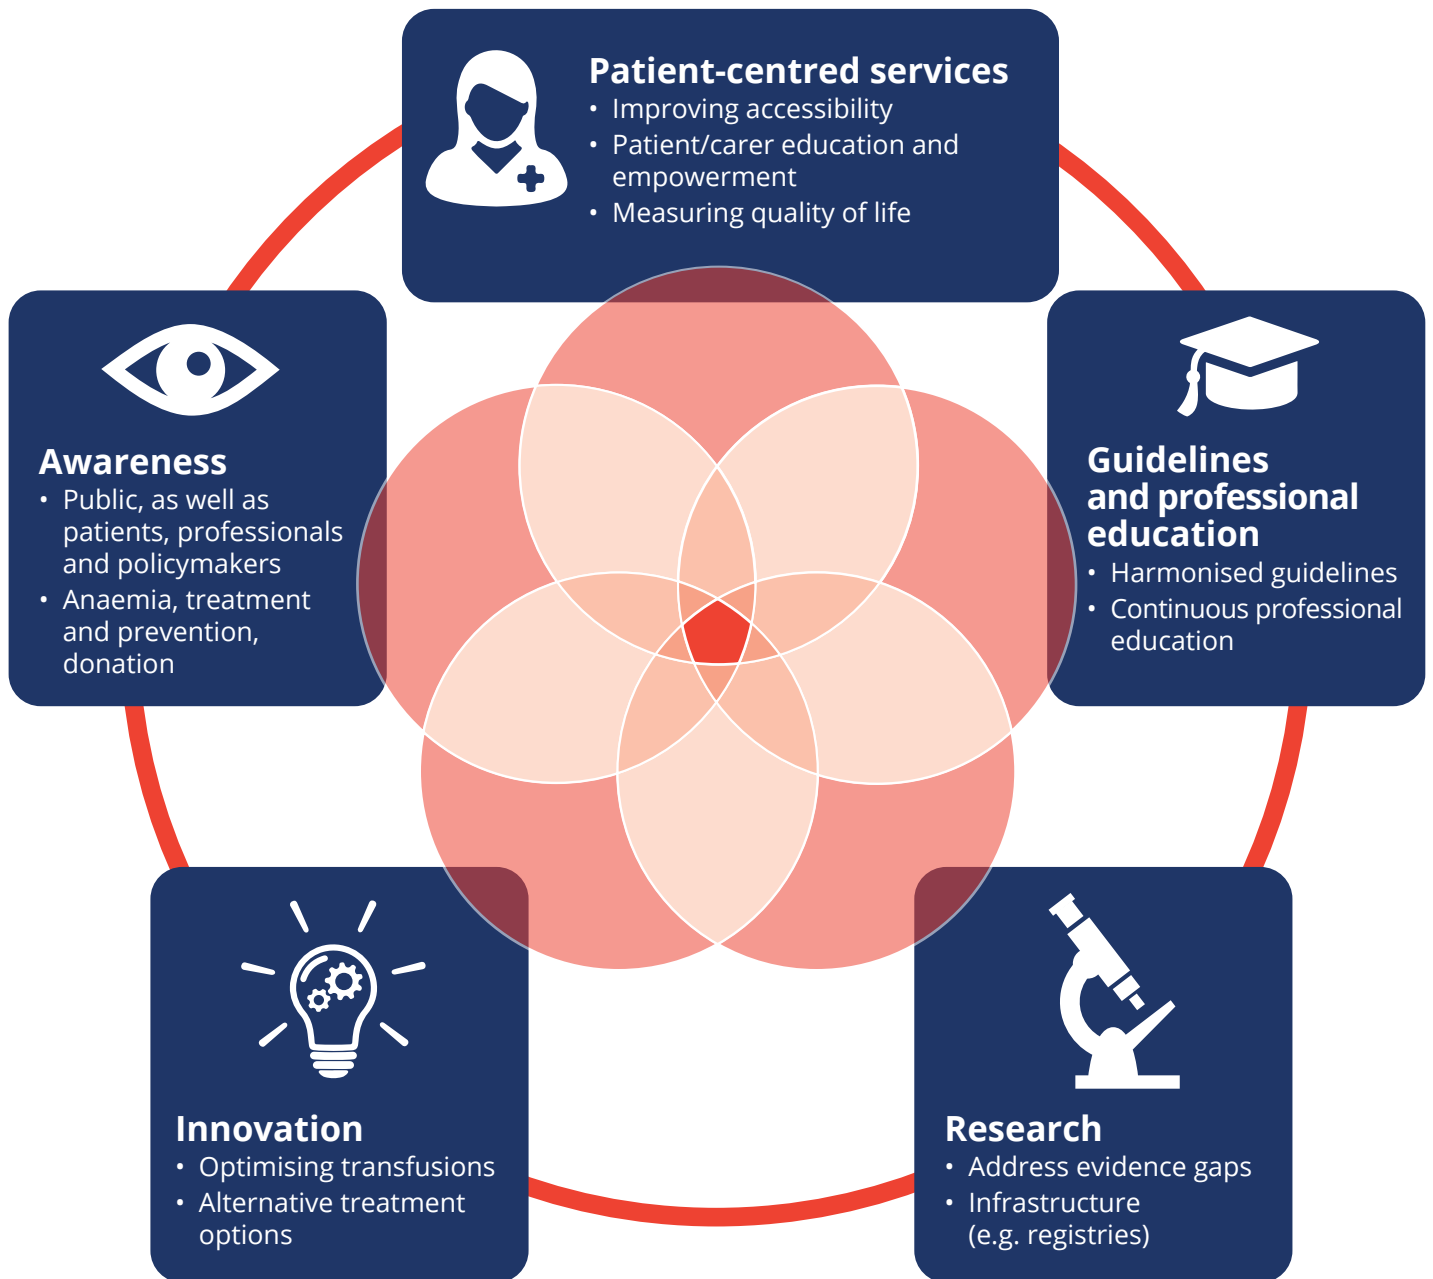 Patient-centred services
• Improving accessibility
• Patient/carer education and
empowerment
• Measuring quality of life
Awareness
• Public, as well as
patients, professionals
and policymakers
• Anaemia, treatment
and prevention,
donation
Guidelines
and professional
education
• Harmonised guidelines
• Continuous professional
education
Innovation
• Optimising transfusions
• Alternative treatment
options
Research
• Address evidence gaps
• Infrastructure
(e.g. registries)